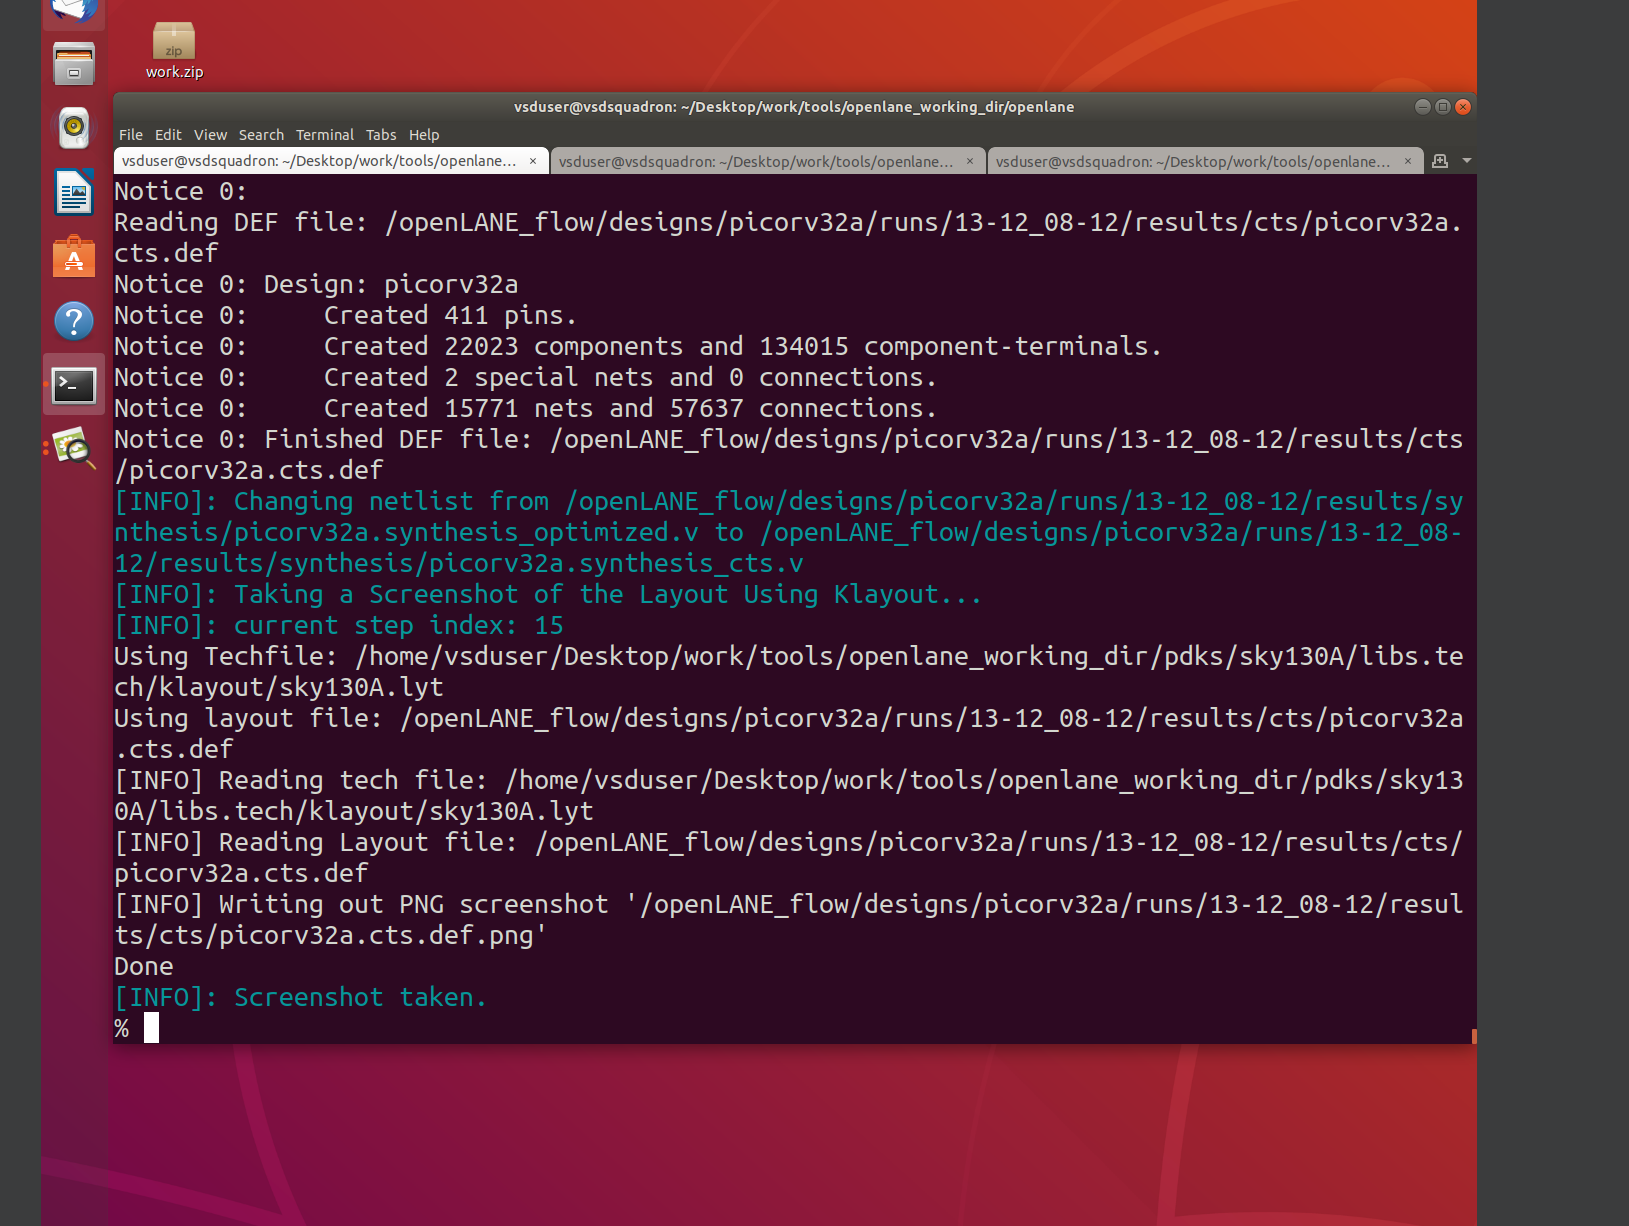 zip
work.zip
vsduser@vsdsquadron: ~/Desktop/work/tools/openlane_working_dir/openlane
File Edit View Search Terminal Tabs Help
vsduser@vsdsquadron: ~/Desktop/work/tools/openlane... × vsduser@vsdsquadron: ~/Desktop/work/tools/openlane... × vsduser@vsdsquadron: ~/Desktop/work/tools/openlane... ×
Notice 0:
Reading DEF file: /openLANE_flow/designs/picorv32a/runs/13-12_08-12/results/cts/picorv32a.
cts.def
Notice 0: Design: picorv32a
Notice 0:     Created 411 pins.
Notice 0:     Created 22023 components and 134015 component-terminals.
Notice 0:     Created 2 special nets and 0 connections.
Notice 0:     Created 15771 nets and 57637 connections.
Notice 0: Finished DEF file: /openLANE_flow/designs/picorv32a/runs/13-12_08-12/results/cts
/picorv32a.cts.def
[INFO]: Changing netlist from /openLANE_flow/designs/picorv32a/runs/13-12_08-12/results/sy
nthesis/picorv32a.synthesis_optimized.v to /openLANE_flow/designs/picorv32a/runs/13-12_08-
12/results/synthesis/picorv32a.synthesis_cts.v
[INFO]: Taking a Screenshot of the Layout Using Klayout...
[INFO]: current step index: 15
Using Techfile: /home/vsduser/Desktop/work/tools/openlane_working_dir/pdks/sky130A/libs.te
ch/klayout/sky130A.lyt
Using layout file: /openLANE_flow/designs/picorv32a/runs/13-12_08-12/results/cts/picorv32a
.cts.def
[INFO] Reading tech file: /home/vsduser/Desktop/work/tools/openlane_working_dir/pdks/sky13
0A/libs.tech/klayout/sky130A.lyt
[INFO] Reading Layout file: /openLANE_flow/designs/picorv32a/runs/13-12_08-12/results/cts/
picorv32a.cts.def
[INFO] Writing out PNG screenshot '/openLANE_flow/designs/picorv32a/runs/13-12_08-12/resul
ts/cts/picorv32a.cts.def.png'
Done
[INFO]: Screenshot taken.
%